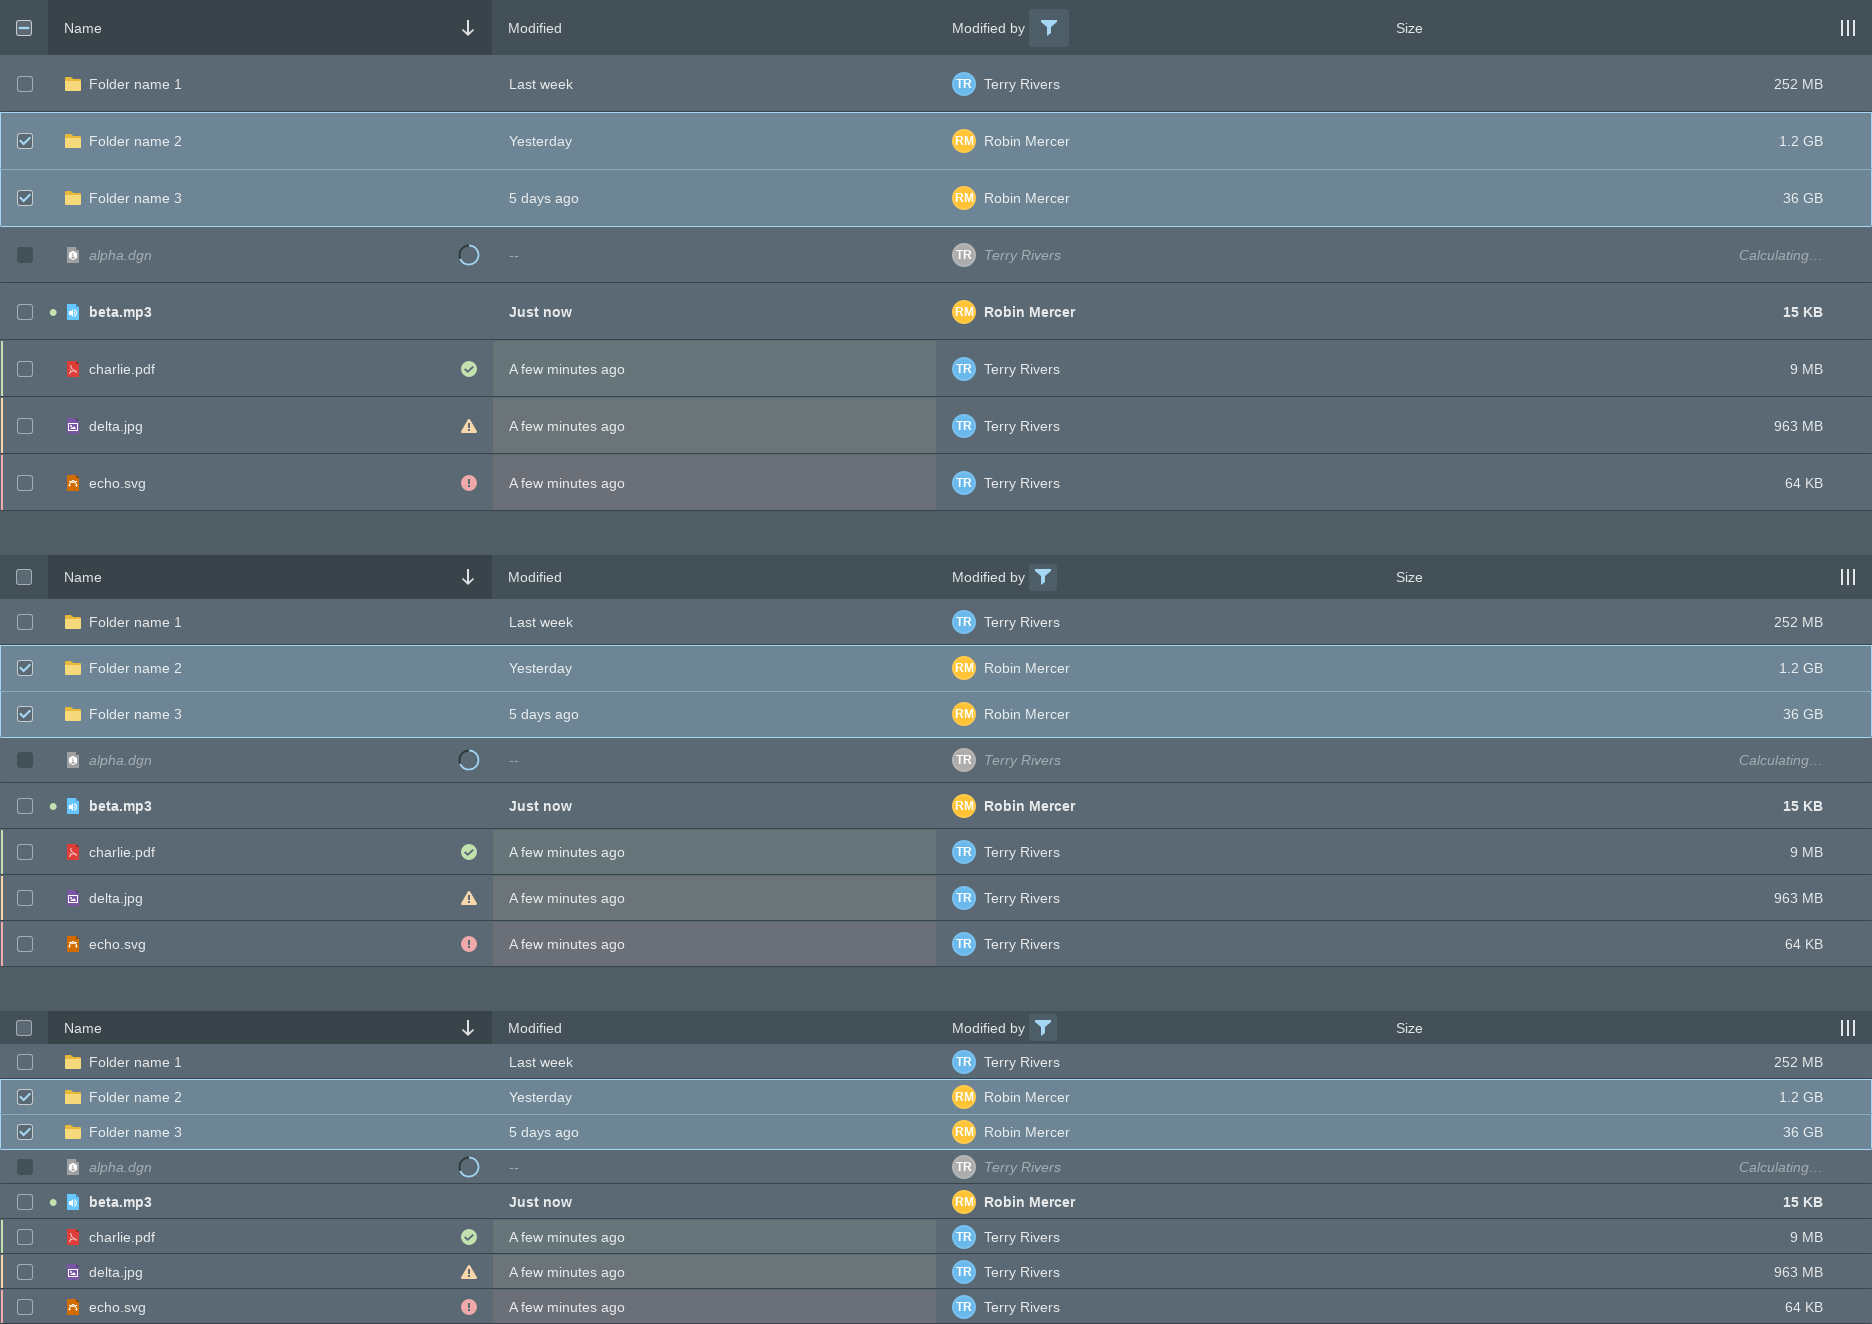 Name Modified Modified by Size
Folder name 1 Last week TR Terry Rivers 252 MB
Folder name 2 Yesterday RM Robin Mercer 1.2 GB
Folder name 3 5 days ago RM Robin Mercer 36 GB
alpha.dgn -- TR Terry Rivers Calculating…
beta.mp3 Just now RM Robin Mercer 15 KB
charlie.pdf A few minutes ago TR Terry Rivers 9 MB
delta.jpg A few minutes ago TR Terry Rivers 963 MB
echo.svg A few minutes ago TR Terry Rivers 64 KB
Name Modified Modified by Size
Folder name 1 Last week TR Terry Rivers 252 MB
Folder name 2 Yesterday RM Robin Mercer 1.2 GB
Folder name 3 5 days ago RM Robin Mercer 36 GB
alpha.dgn -- TR Terry Rivers Calculating…
beta.mp3 Just now RM Robin Mercer 15 KB
charlie.pdf A few minutes ago TR Terry Rivers 9 MB
delta.jpg A few minutes ago TR Terry Rivers 963 MB
echo.svg A few minutes ago TR Terry Rivers 64 KB
Name Modified Modified by Size
Folder name 1 Last week TR Terry Rivers 252 MB
Folder name 2 Yesterday RM Robin Mercer 1.2 GB
Folder name 3 5 days ago RM Robin Mercer 36 GB
alpha.dgn -- TR Terry Rivers Calculating…
beta.mp3 Just now RM Robin Mercer 15 KB
charlie.pdf A few minutes ago TR Terry Rivers 9 MB
delta.jpg A few minutes ago TR Terry Rivers 963 MB
echo.svg A few minutes ago TR Terry Rivers 64 KB